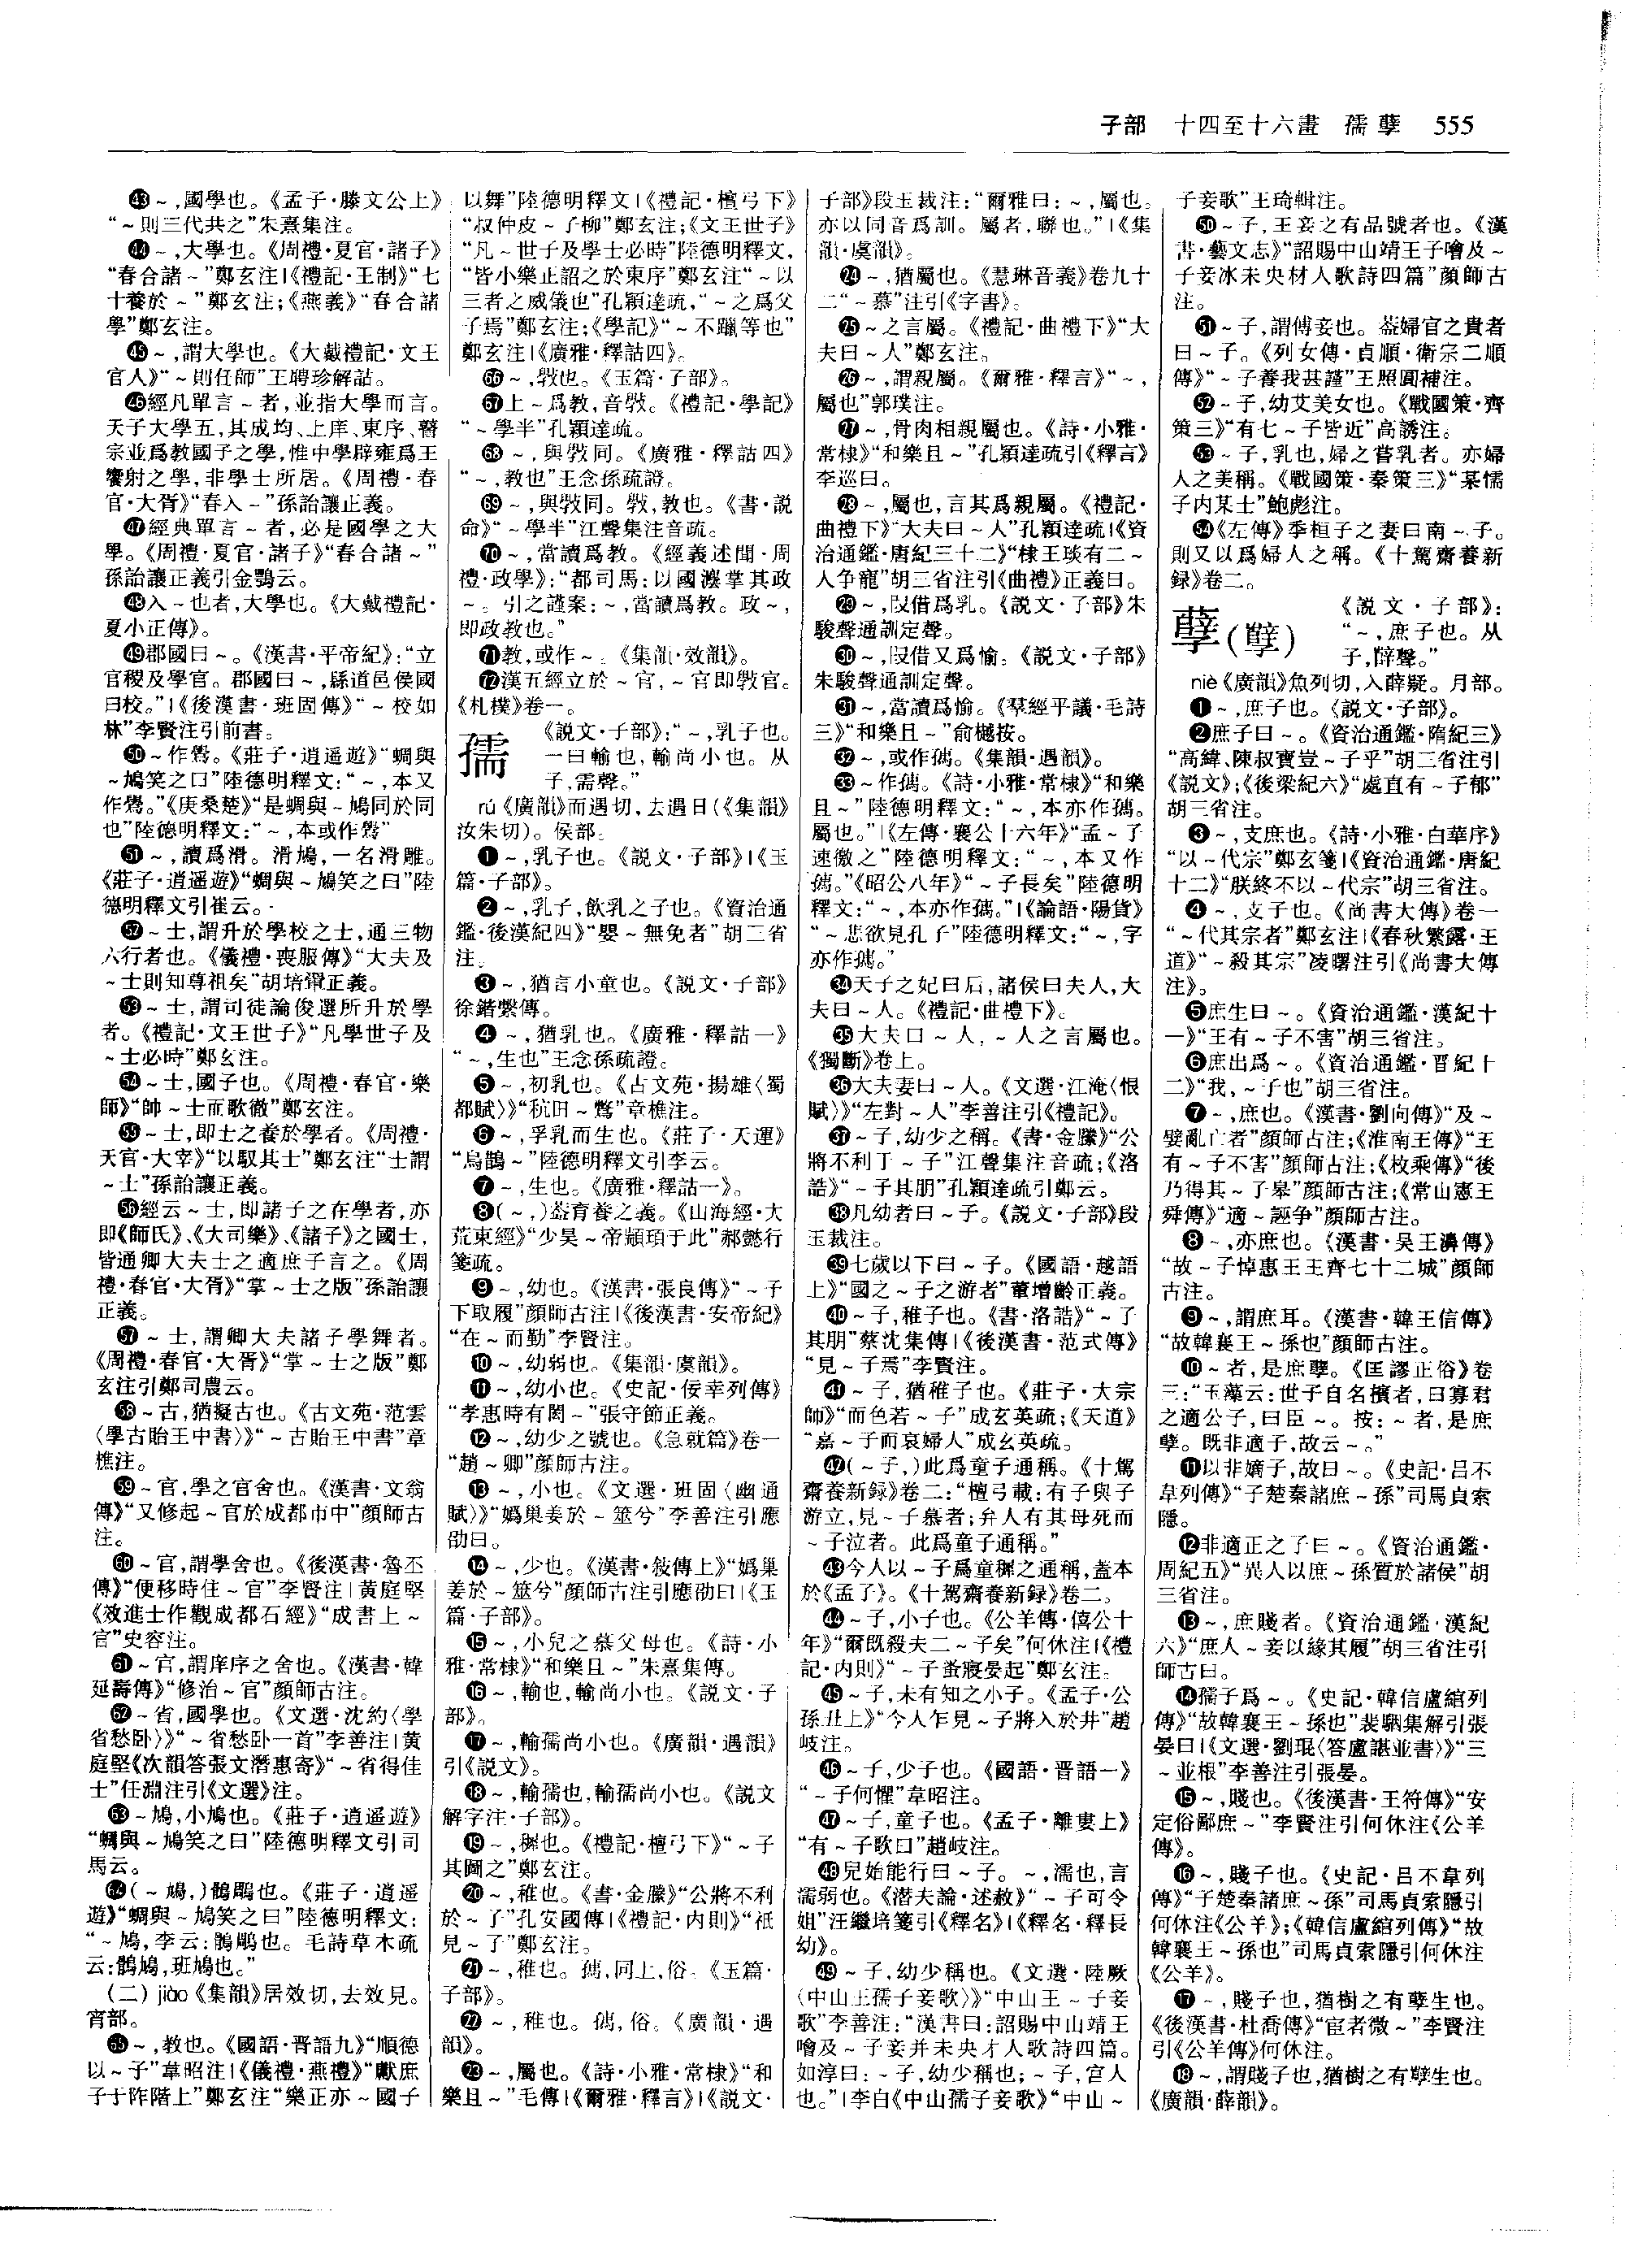 子部　十四至十六畫　孺孼　555
㊸～,國學也。《孟子·滕文公上》
“～則三代共之”朱熹集注。
㊹～,大學也。《周禮·夏官·諸子》
“春合諸～”鄭玄注|《禮記·王制》“七
十養於～”鄭玄注;《燕義》“春合諸
學”鄭玄注。
㊺～,謂大學也。《大戴禮記·文王
官人》“～則任師”王聘珍解詁。
㊻經凡單言～者,並指大學而言。
天子大學五,其成均、上庠、東序、瞽
宗並爲教國子之學,惟中學辟雍爲王
饗射之學,非學士所居。《周禮·春
官·大胥》“春入～”孫詒讓正義。
㊼經典單言～者,必是國學之大
學。《周禮·夏官·諸子》“春合諸～”
孫詒讓正義引金鶚云。
㊽入～也者,大學也。《大戴禮記·
夏小正傳》。
㊾郡國曰～。《漢書·平帝紀》:“立
官稷及學官。郡國曰～,縣道邑侯國
曰校。”|《後漢書·班固傳》“～校如
林”李賢注引前書。
㊿～作鷽。《莊子·逍遥遊》“蜩與
～鳩笑之曰”陸德明釋文:“～,本又
作鷽。”《庚桑楚》“是蜩與～鳩同於同
也”陸德明釋文:“～,本或作鷽”
51～,讀爲滑。滑鳩,一名滑雕。
《莊子·逍遥遊》“蜩與～鳩笑之曰”陸
德明釋文引崔云。
52～士,謂升於學校之士,通三物
六行者也。《儀禮·喪服傳》“大夫及
～士則知尊祖矣”胡培翬正義。
53～士,謂司徒論俊選所升於學
者。《禮記·文王世子》“凡學世子及
～士必時”鄭玄注。
54～士,國子也。《周禮·春官·樂
師》“帥～士而歌徹”鄭玄注。
55～士,即士之養於學者。《周禮·
天官·大宰》“以馭其士”鄭玄注“士謂
～士”孫詒讓正義。
56經云～士,即諸子之在學者,亦
即《師氏》、《大司樂》、《諸子》之國士,
皆通卿大夫士之適庶子言之。《周
禮·春官·大胥》“掌～士之版”孫詒讓
正義。
57～士,謂卿大夫諸子學舞者。
《周禮·春官·大胥》“掌～士之版”鄭
玄注引鄭司農云。
58～古,猶擬古也。《古文苑·范雲
〈學古貽王中書〉》“～古貽王中書”章
樵注。
59～官,學之官舍也。《漢書·文翁
傳》“又修起～官於成都市中”顔師古
注。
60～官,謂學舍也。《後漢書·魯丕
傳》“便移時住～官”李賢注|黄庭堅
《效進士作觀成都石經》“成書上～
官”史容注。
61～官,謂庠序之舍也。《漢書·韓
延壽傳》“修治～官”顔師古注。
62～省,國學也。《文選·沈約〈學
省愁卧〉》“～省愁卧一首”李善注|黄
庭堅《次韻答張文潛惠寄》“～省得佳
士”任淵注引《文選》注。
63～鳩,小鳩也。《莊子·逍遥遊》
“蜩與～鳩笑之曰”陸德明釋文引司
馬云。
64(～鳩,)鶻鵰也。《莊子·逍遥
遊》“蜩與～鳩笑之曰”陸德明釋文:
“～鳩,李云:鶻鵰也。毛詩草木疏
云:鶻鳩,班鳩也。”
(二)jiào《集韻》居效切,去效見。
宵部。
65～,教也。《國語·晋語九》“順德
以～子”韋昭注|《儀禮·燕禮》“獻庶
子于阼階上”鄭玄注“樂正亦～國子
以舞”陸德明釋文|《禮記·檀弓下》
“叔仲皮～子柳”鄭玄注;《文王世子》
“凡～世子及學士必時”陸德明釋文,
“皆小樂正詔之於東序”鄭玄注“～以
三者之威儀也”孔穎達疏,“～之爲父
子焉”鄭玄注;《學記》“～不躐等也”
鄭玄注|《廣雅·釋詁四》。
66～,斆也。《玉篇·子部》。
67上～爲教,音斆。《禮記·學記》
“～學半”孔穎達疏。
68～,與斆同。《廣雅·釋詁四》
“～,教也”王念孫疏證。
69～,與斆同。斆,教也。《書·説
命》“～學半”江聲集注音疏。
70～,當讀爲教。《經義述聞·周
禮·政學》:“都司馬:以國灋掌其政
～。引之謹案:～,當讀爲教。政～,
即政教也。”
71教,或作～。《集韻·效韻》。
72漢五經立於～官,～官即斆官。
《札樸》卷一。
孺　《説文·子部》:“～,乳子也。
一曰輸也,輸尚小也。从
子,需聲。”
rú《廣韻》而遇切,去遇日(《集韻》
汝朱切)。侯部。
❶～,乳子也。《説文·子部》|《玉
篇·子部》。
❷～,乳子,飲乳之子也。《資治通
鑑·後漢紀四》“嬰～無免者”胡三省
注。
❸～,猶言小童也。《説文·子部》
徐鍇繫傳。
❹～,猶乳也。《廣雅·釋詁一》
“～,生也”王念孫疏證。
❺～,初乳也。《古文苑·揚雄〈蜀
都賦〉》“秔田～鷩”章樵注。
❻～,孚乳而生也。《莊子·天運》
“烏鵲～”陸德明釋文引李云。
❼～,生也。《廣雅·釋詁一》。
❽(～,)蓋育養之義。《山海經·大
荒東經》“少昊～帝顓頊于此”郝懿行
箋疏。
❾～,幼也。《漢書·張良傳》“～子
下取履”顔師古注|《後漢書·安帝紀》
“在～而勤”李賢注。
❿～,幼弱也。《集韻·虞韻》。
⓫～,幼小也。《史記·佞幸列傳》
“孝惠時有閎～”張守節正義。
⓬～,幼少之號也。《急就篇》卷一
“趙～卿”顔師古注。
⓭～,小也。《文選·班固〈幽通
賦〉》“嬀巢姜於～筮兮”李善注引應
劭曰。
⓮～,少也。《漢書·敍傳上》“嬀巢
姜於～筮兮”顔師古注引應劭曰|《玉
篇·子部》。
⓯～,小兒之慕父母也。《詩·小
雅·常棣》“和樂且～”朱熹集傳。
⓰～,輸也,輸尚小也。《説文·子
部》。
⓱～,輸孺尚小也。《廣韻·遇韻》
引《説文》。
⓲～,輸孺也,輸孺尚小也。《説文
解字注·子部》。
⓳～,穉也。《禮記·檀弓下》“～子
其圖之”鄭玄注。
⓴～,稚也。《書·金縢》“公將不利
於～子”孔安國傳|《禮記·内則》“祇
見～子”鄭玄注。
㉑～,稚也。㺞,同上,俗。《玉篇·
子部》。
㉒～,稚也。㺞,俗。《廣韻·遇
韻》。
㉓～,屬也。《詩·小雅·常棣》“和
樂且～”毛傳|《爾雅·釋言》|《説文·
子部》段玉裁注:“爾雅曰:～,屬也。
亦以同音爲訓。屬者,聯也。”|《集
韻·虞韻》。
㉔～,猶屬也。《慧琳音義》卷九十
二“～慕”注引《字書》。
㉕～之言屬。《禮記·曲禮下》“大
夫曰～人”鄭玄注。
㉖～,謂親屬。《爾雅·釋言》“～,
屬也”郭璞注。
㉗～,骨肉相親屬也。《詩·小雅·
常棣》“和樂且～”孔穎達疏引《釋言》
李巡曰。
㉘～,屬也,言其爲親屬。《禮記·
曲禮下》“大夫曰～人”孔穎達疏|《資
治通鑑·唐紀三十二》“棣王琰有二～
人争寵”胡三省注引《曲禮》正義曰。
㉙～,叚借爲乳。《説文·子部》朱
駿聲通訓定聲。
㉚～,叚借又爲愉。《説文·子部》
朱駿聲通訓定聲。
㉛～,當讀爲愉。《羣經平議·毛詩
三》“和樂且～”俞樾按。
㉜～,或作㺞。《集韻·遇韻》。
㉝～作㺞。《詩·小雅·常棣》“和樂
且～”陸德明釋文:“～,本亦作㺞。
屬也。”|《左傳·襄公十六年》“孟～子
速徼之”陸德明釋文:“～,本又作
㺞。”《昭公八年》“～子長矣”陸德明
釋文:“～,本亦作㺞。”|《論語·陽貨》
“～悲欲見孔子”陸德明釋文:“～,字
亦作㺞。”
㉞天子之妃曰后,諸侯曰夫人,大
夫曰～人。《禮記·曲禮下》。
㉟大夫曰～人,～人之言屬也。
《獨斷》卷上。
㊱大夫妻曰～人。《文選·江淹〈恨
賦〉》“左對～人”李善注引《禮記》。
㊲～子,幼少之稱。《書·金縢》“公
將不利于～子”江聲集注音疏;《洛
誥》“～子其朋”孔穎達疏引鄭云。
㊳凡幼者曰～子。《説文·子部》段
玉裁注。
㊴七歲以下曰～子。《國語·越語
上》“國之～子之游者”董增齡正義。
㊵～子,稚子也。《書·洛誥》“～子
其朋”蔡沈集傳|《後漢書·范式傳》
“見～子焉”李賢注。
㊶～子,猶稚子也。《莊子·大宗
師》“而色若～子”成玄英疏;《天道》
“嘉～子而哀婦人”成玄英疏。
㊷(～子,)此爲童子通稱。《十駕
齋養新録》卷二:“檀弓載:有子與子
游立,見～子慕者;弁人有其母死而
～子泣者。此爲童子通稱。”
㊸今人以～子爲童穉之通稱,蓋本
於《孟子》。《十駕齋養新録》卷二。
㊹～子,小子也。《公羊傳·僖公十
年》“爾既殺夫二～子矣”何休注|《禮
記·内則》“～子蚤寢晏起”鄭玄注。
㊺～子,未有知之小子。《孟子·公
孫丑上》“今人乍見～子將入於井”趙
岐注。
㊻～子,少子也。《國語·晋語一》
“～子何懼”韋昭注。
㊼～子,童子也。《孟子·離婁上》
“有～子歌曰”趙岐注。
㊽兒始能行曰～子。～,濡也,言
濡弱也。《潛夫論·述赦》“～子可令
姐”汪繼培箋引《釋名》|《釋名·釋長
幼》。
㊾～子,幼少稱也。《文選·陸厥
〈中山王孺子妾歌〉》“中山王～子妾
歌”李善注:“漢書曰:詔賜中山靖王
噲及～子妾并未央才人歌詩四篇。
如淳曰:～子,幼少稱也;～子,宫人
也。”|李白《中山孺子妾歌》“中山～
子妾歌”王琦輯注。
㊿～子,王妾之有品號者也。《漢
書·藝文志》“詔賜中山靖王子噲及～
子妾冰未央材人歌詩四篇”顔師古
注。
51～子,謂傅妾也。蓋婦官之貴者
曰～子。《列女傳·貞順·衛宗二順
傳》“～子養我甚謹”王照圓補注。
52～子,幼艾美女也。《戰國策·齊
策三》“有七～子皆近”高誘注。
53～子,乳也,婦之嘗乳者。亦婦
人之美稱。《戰國策·秦策三》“某懦
子内某士”鮑彪注。
54《左傳》季桓子之妻曰南～子。
則又以爲婦人之稱。《十駕齋養新
録》卷二。
孼(孽)　《説文·子部》:
“～,庶子也。从
子,辥聲。”
niè《廣韻》魚列切,入薛疑。月部。
❶～,庶子也。《説文·子部》。
❷庶子曰～。《資治通鑑·隋紀三》
“高緯、陳叔寶豈～子乎”胡三省注引
《説文》;《後梁紀六》“處直有～子郁”
胡三省注。
❸～,支庶也。《詩·小雅·白華序》
“以～代宗”鄭玄箋|《資治通鑑·唐紀
十二》“朕終不以～代宗”胡三省注。
❹～,支子也。《尚書大傳》卷一
“～代其宗者”鄭玄注|《春秋繁露·王
道》“～殺其宗”凌曙注引《尚書大傳
注》。
❺庶生曰～。《資治通鑑·漢紀十
一》“王有～子不害”胡三省注。
❻庶出爲～。《資治通鑑·晋紀十
二》“我,～子也”胡三省注。
❼～,庶也。《漢書·劉向傳》“及～
嬖亂亡者”顔師古注;《淮南王傳》“王
有～子不害”顔師古注;《枚乘傳》“後
乃得其～子皋”顔師古注;《常山憲王
舜傳》“適～誣争”顔師古注。
❽～,亦庶也。《漢書·吴王濞傳》
“故～子悼惠王王齊七十二城”顔師
古注。
❾～,謂庶耳。《漢書·韓王信傳》
“故韓襄王～孫也”顔師古注。
❿～者,是庶孽。《匡謬正俗》卷
三:“玉藻云:世子自名擯者,曰寡君
之適公子,曰臣～。按:～者,是庶
孽。既非適子,故云～。”
⓫以非嫡子,故曰～。《史記·吕不
韋列傳》“子楚秦諸庶～孫”司馬貞索
隱。
⓬非適正之子曰～。《資治通鑑·
周紀五》“異人以庶～孫質於諸侯”胡
三省注。
⓭～,庶賤者。《資治通鑑·漢紀
六》“庶人～妾以緣其履”胡三省注引
師古曰。
⓮孺子爲～。《史記·韓信盧綰列
傳》“故韓襄王～孫也”裴駰集解引張
晏曰|《文選·劉琨〈答盧諶並書〉》“三
～並根”李善注引張晏。
⓯～,賤也。《後漢書·王符傳》“安
定俗鄙庶～”李賢注引何休注《公羊
傳》。
⓰～,賤子也。《史記·吕不韋列
傳》“子楚秦諸庶～孫”司馬貞索隱引
何休注《公羊》;《韓信盧綰列傳》“故
韓襄王～孫也”司馬貞索隱引何休注
《公羊》。
⓱～,賤子也,猶樹之有孽生也。
《後漢書·杜喬傳》“宦者微～”李賢注
引《公羊傳》何休注。
⓲～,謂賤子也,猶樹之有孽生也。
《廣韻·薛韻》。